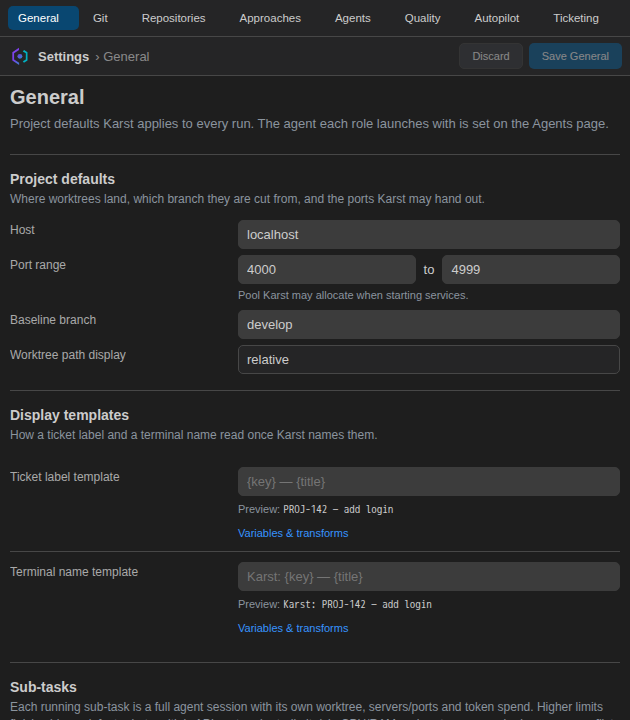 General Git Repositories Approaches Agents Quality Autopilot Ticketing
Settings › General Discard Save General
General
Project defaults Karst applies to every run. The agent each role launches with is set on the Agents page.
Project defaults
Where worktrees land, which branch they are cut from, and the ports Karst may hand out.
Host localhost
Port range 4000 to 4999
Pool Karst may allocate when starting services.
Baseline branch develop
Worktree path display relative
Display templates
How a ticket label and a terminal name read once Karst names them.
Ticket label template {key} — {title}
Preview: PROJ-142 — add login
Variables & transforms
Terminal name template Karst: {key} — {title}
Preview: Karst: PROJ-142 — add login
Variables & transforms
Sub-tasks
Each running sub-task is a full agent session with its own worktree, servers/ports and token spend. Higher limits